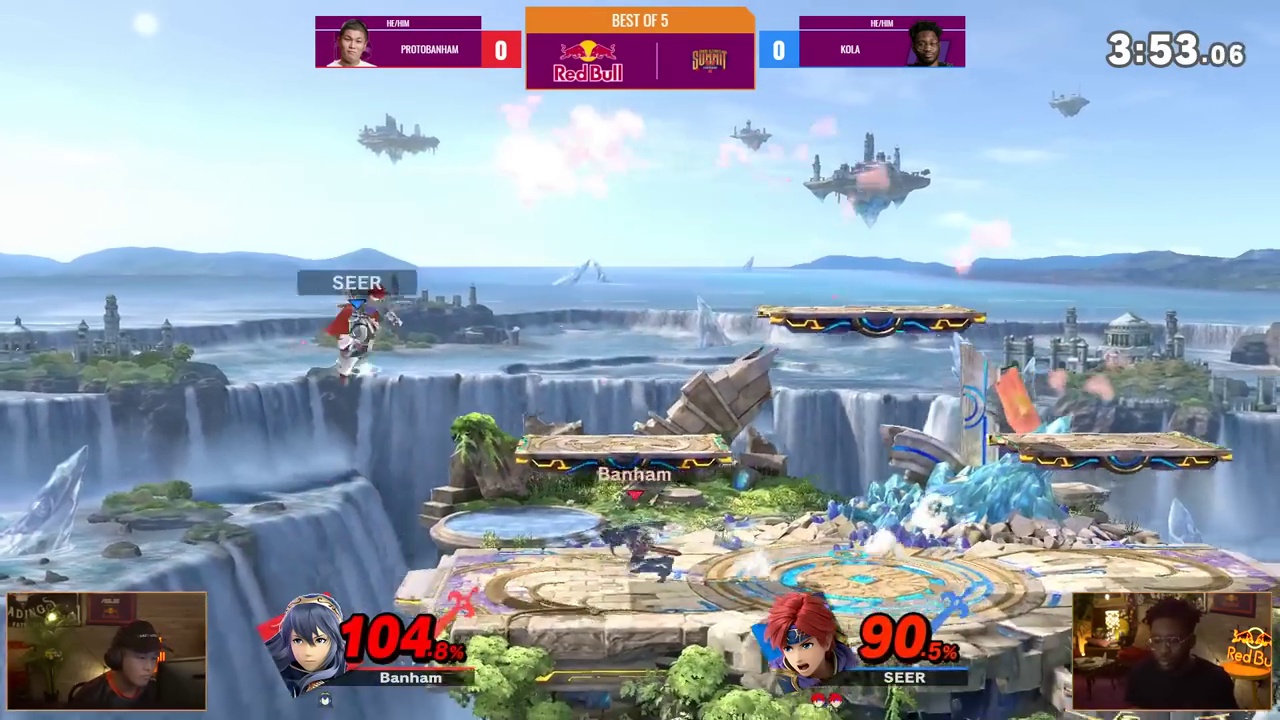 HE/HIM
PROTOBANHAM
0
BEST OF 5
Red Bull
SUMMIT
0
HE/HIM
KOLA
3:53.06
SEER
Banham
104.8%
Banham
90.5%
SEER
Red Bu